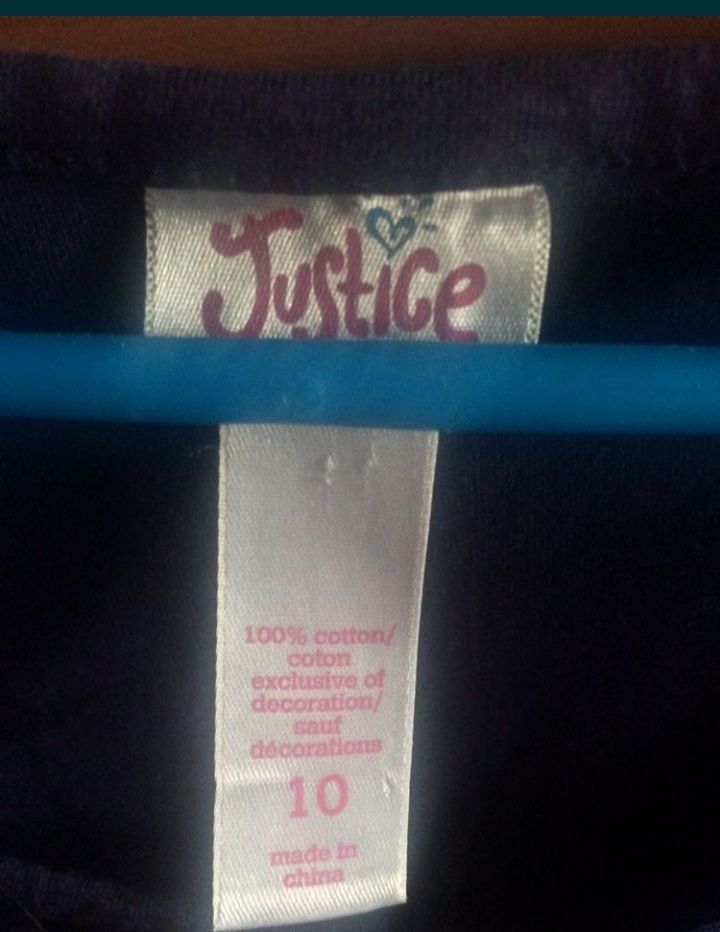 Justice
100% cotton/
coton
exclusive of
decoration/
sauf
décorations
10
made in
china